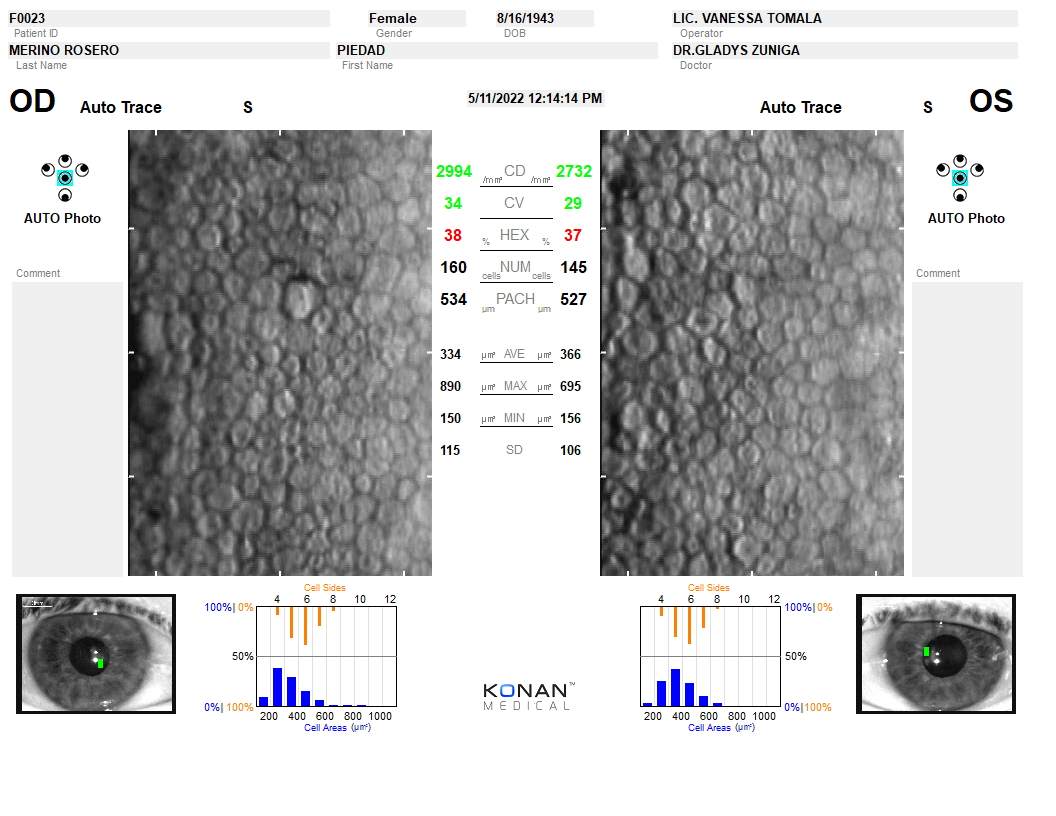 F0023 Female 8/16/1943 LIC. VANESSA TOMALA
Patient ID Gender DOB Operator
MERINO ROSERO PIEDAD DR.GLADYS ZUNIGA
Last Name First Name Doctor
OD Auto Trace S 5/11/2022 12:14:14 PM Auto Trace S OS
2994 /mm² CD /mm² 2732
34 CV 29
AUTO Photo AUTO Photo
38 % HEX % 37
160 cells NUM cells 145
Comment Comment
534 µm PACH µm 527
334 µm² AVE µm² 366
890 µm² MAX µm² 695
150 µm² MIN µm² 156
115 SD 106
Cell Sides Cell Sides
4 6 8 10 12 4 6 8 10 12
100%| 0% 100%| 0%
50% 50%
0%| 100% 0%| 100%
200 400 600 800 1000 200 400 600 800 1000
Cell Areas (µm²) Cell Areas (µm²)
KONAN™
MEDICAL